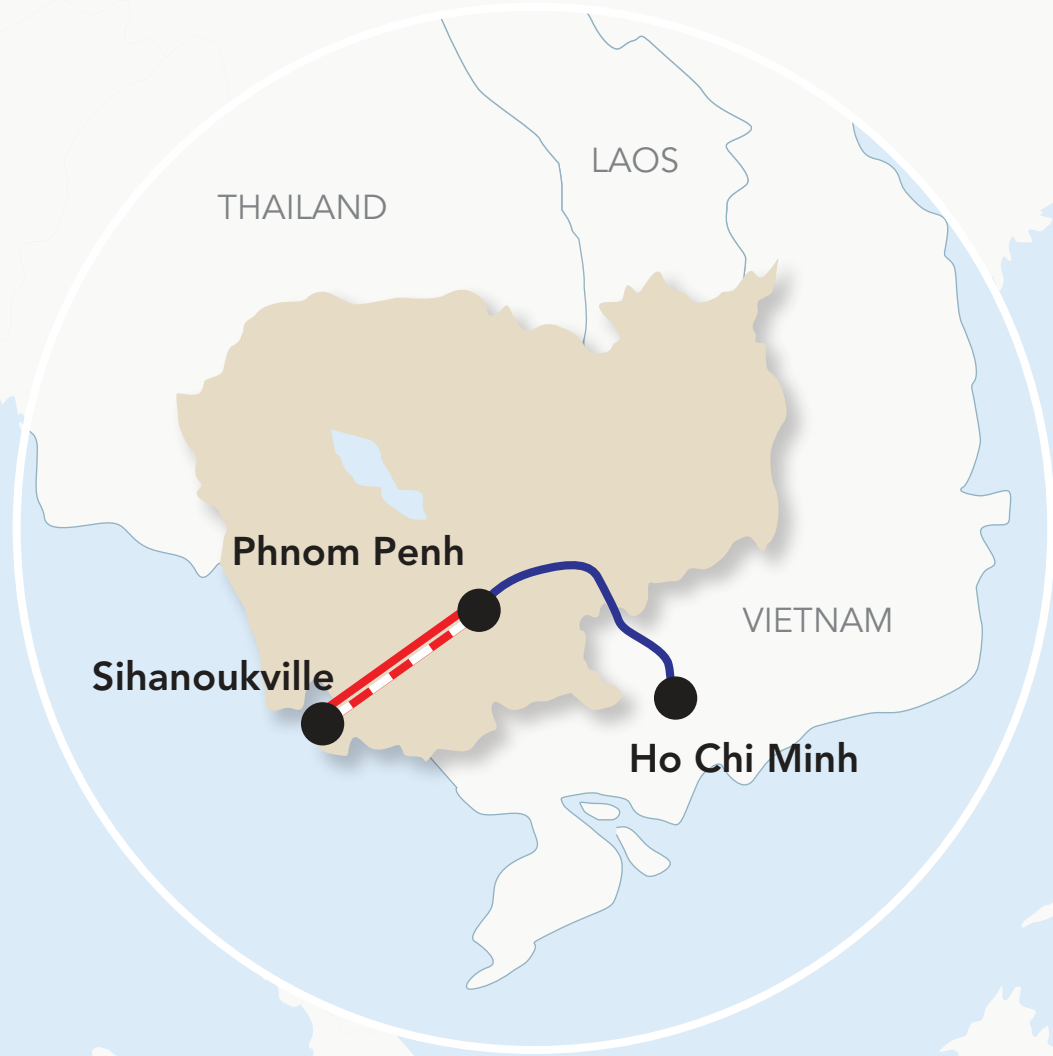 LAOS
THAILAND
Phnom Penh
VIETNAM
Sihanoukville
Ho Chi Minh